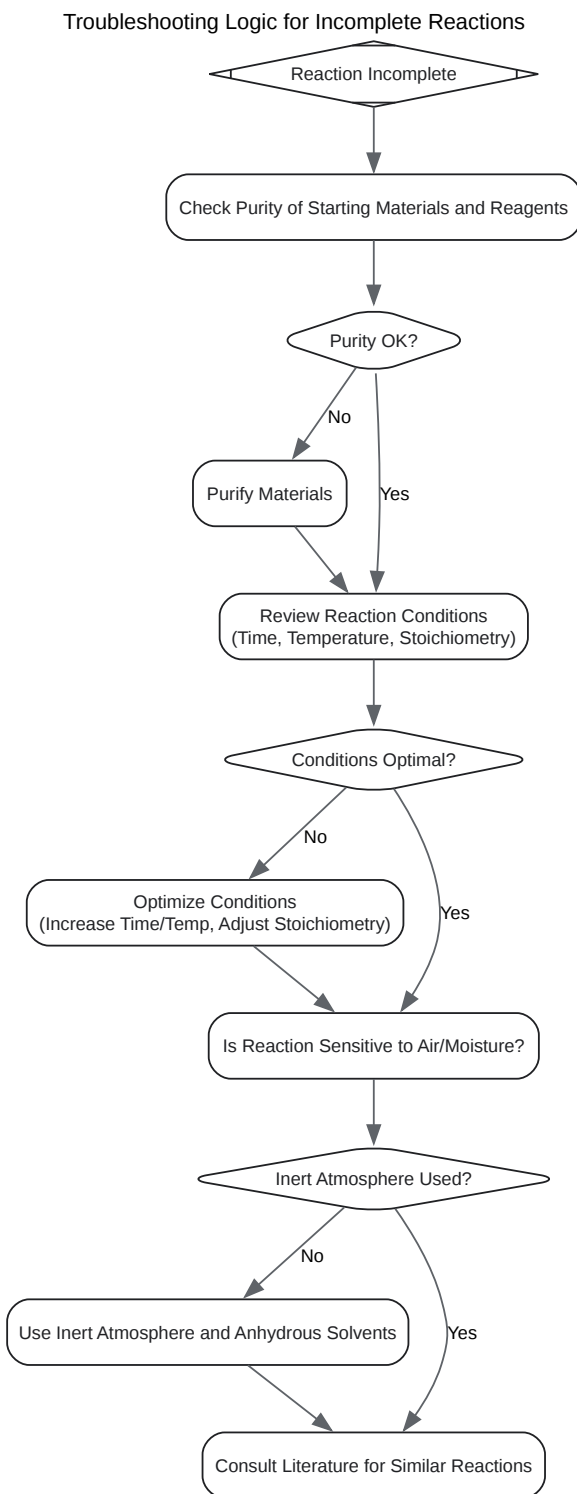 Troubleshooting Logic for Incomplete Reactions
Reaction Incomplete
Check Purity of Starting Materials and Reagents
Purity OK?
No
Purify Materials
Yes
Review Reaction Conditions
(Time, Temperature, Stoichiometry)
Conditions Optimal?
No
Optimize Conditions
(Increase Time/Temp, Adjust Stoichiometry)
Yes
Is Reaction Sensitive to Air/Moisture?
Inert Atmosphere Used?
No
Use Inert Atmosphere and Anhydrous Solvents
Yes
Consult Literature for Similar Reactions